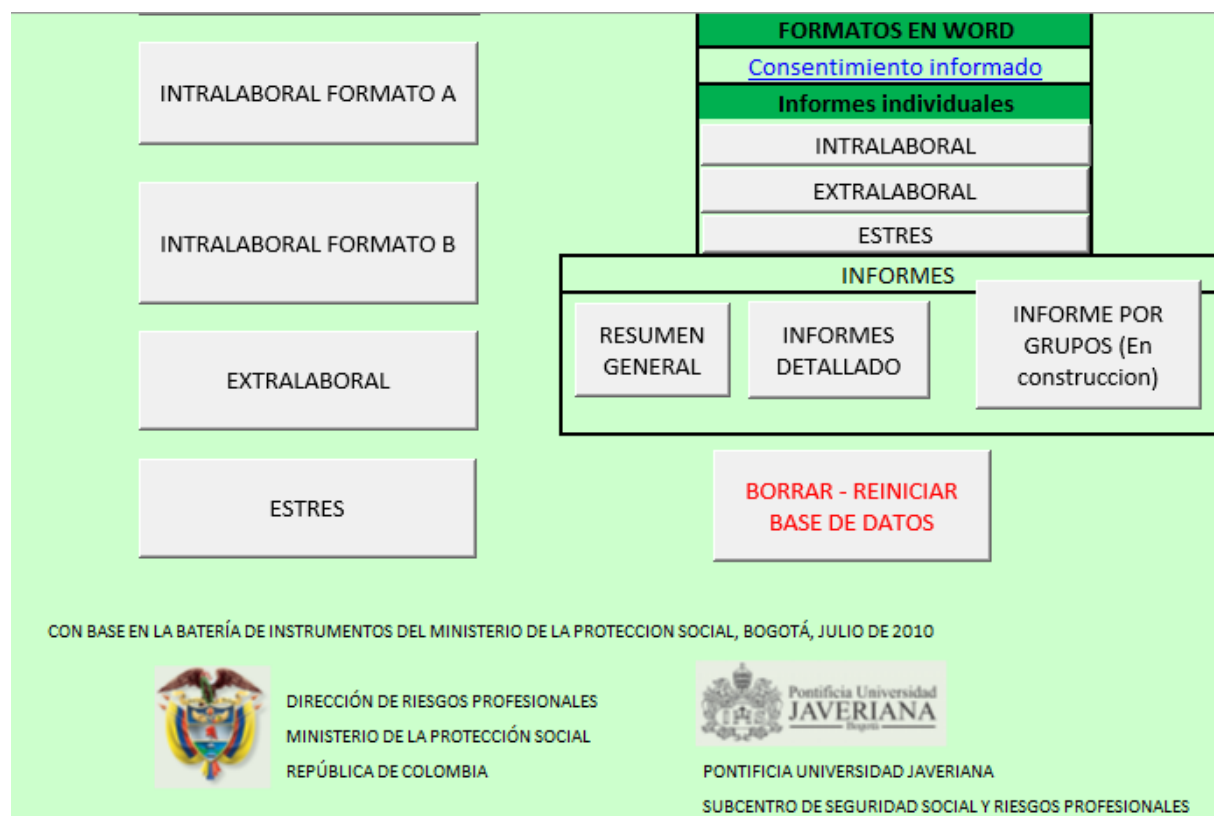 INTRALABORAL FORMATO A
INTRALABORAL FORMATO B
EXTRALABORAL
ESTRES
FORMATOS EN WORD
Consentimiento informado
Informes individuales
INTRALABORAL
EXTRALABORAL
ESTRES
INFORMES
RESUMEN
GENERAL
INFORMES
DETALLADO
INFORME POR
GRUPOS (En
construccion)
BORRAR - REINICIAR
BASE DE DATOS
CON BASE EN LA BATERÍA DE INSTRUMENTOS DEL MINISTERIO DE LA PROTECCION SOCIAL, BOGOTÁ, JULIO DE 2010
DIRECCIÓN DE RIESGOS PROFESIONALES
MINISTERIO DE LA PROTECCIÓN SOCIAL
REPÚBLICA DE COLOMBIA
Pontificia Universidad
JAVERIANA
Bogotá
PONTIFICIA UNIVERSIDAD JAVERIANA
SUBCENTRO DE SEGURIDAD SOCIAL Y RIESGOS PROFESIONALES